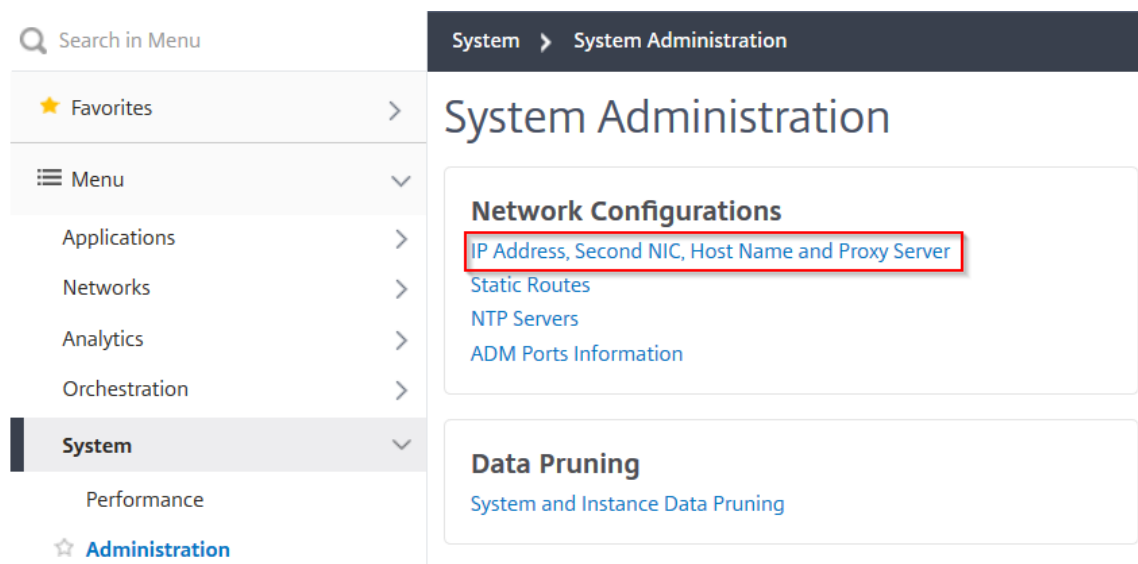 Search in Menu
Favorites
Menu
Applications
Networks
Analytics
Orchestration
System
Performance
Administration
System > System Administration
System Administration
Network Configurations
IP Address, Second NIC, Host Name and Proxy Server
Static Routes
NTP Servers
ADM Ports Information
Data Pruning
System and Instance Data Pruning